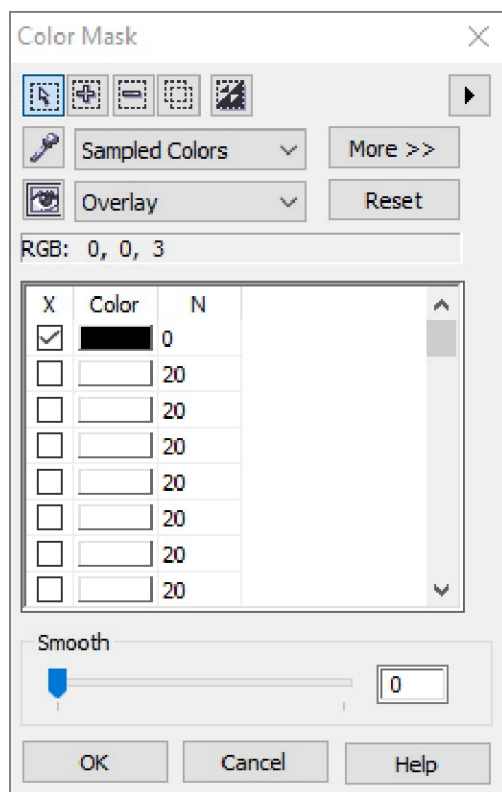 Color Mask
Sampled Colors More >>
Overlay Reset
RGB: 0, 0, 3
X Color N
0
20
20
20
20
20
20
20
Smooth
0
OK Cancel Help